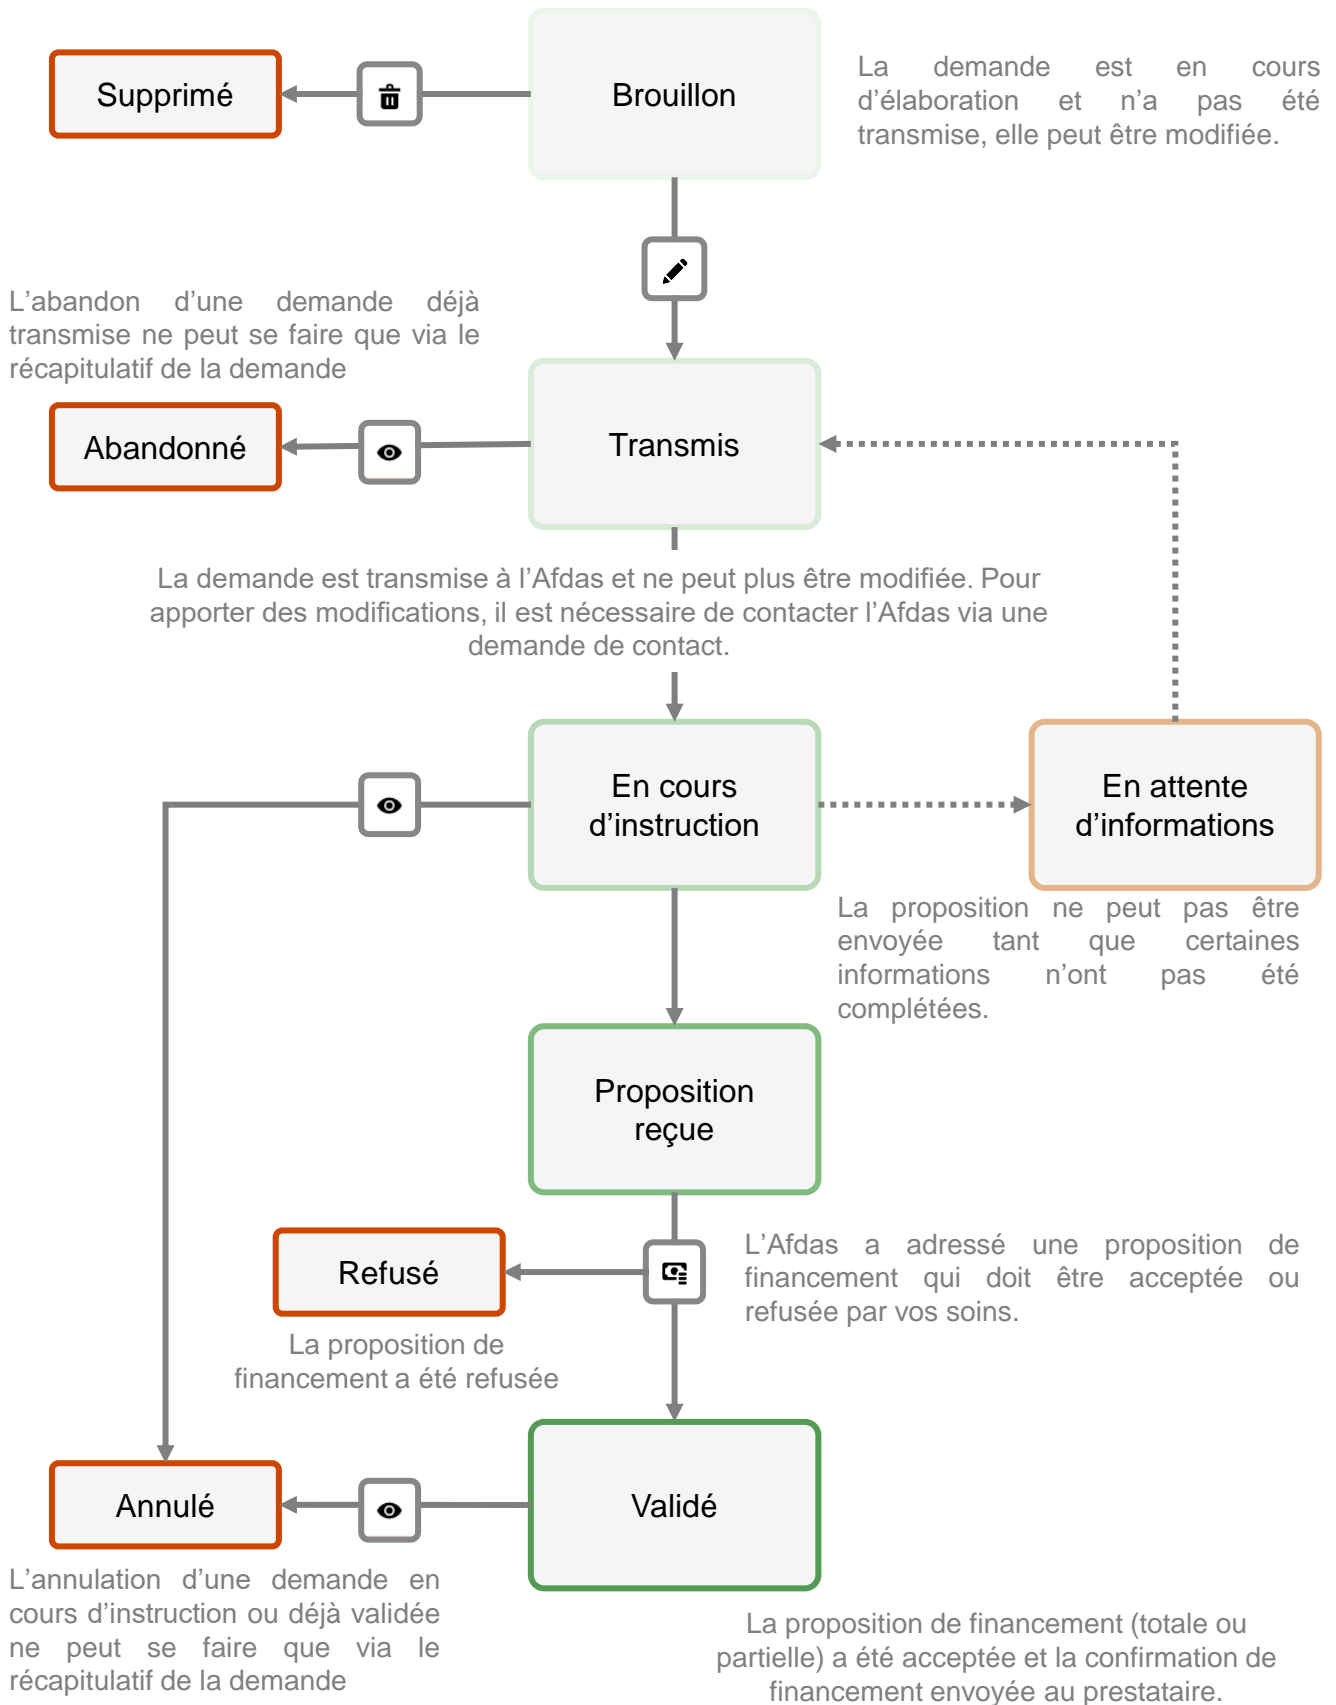 Supprimé
Brouillon
La demande est en cours
d’élaboration et n’a pas été
transmise, elle peut être modifiée.
L’abandon d’une demande déjà
transmise ne peut se faire que via le
récapitulatif de la demande
Abandonné
Transmis
La demande est transmise à l’Afdas et ne peut plus être modifiée. Pour
apporter des modifications, il est nécessaire de contacter l’Afdas via une
demande de contact.
En cours
d’instruction
En attente
d’informations
La proposition ne peut pas être
envoyée tant que certaines
informations n’ont pas été
complétées.
Proposition
reçue
Refusé
L’Afdas a adressé une proposition de
financement qui doit être acceptée ou
refusée par vos soins.
La proposition de
financement a été refusée
Annulé
Validé
L’annulation d’une demande en
cours d’instruction ou déjà validée
ne peut se faire que via le
récapitulatif de la demande
La proposition de financement (totale ou
partielle) a été acceptée et la confirmation de
financement envoyée au prestataire.